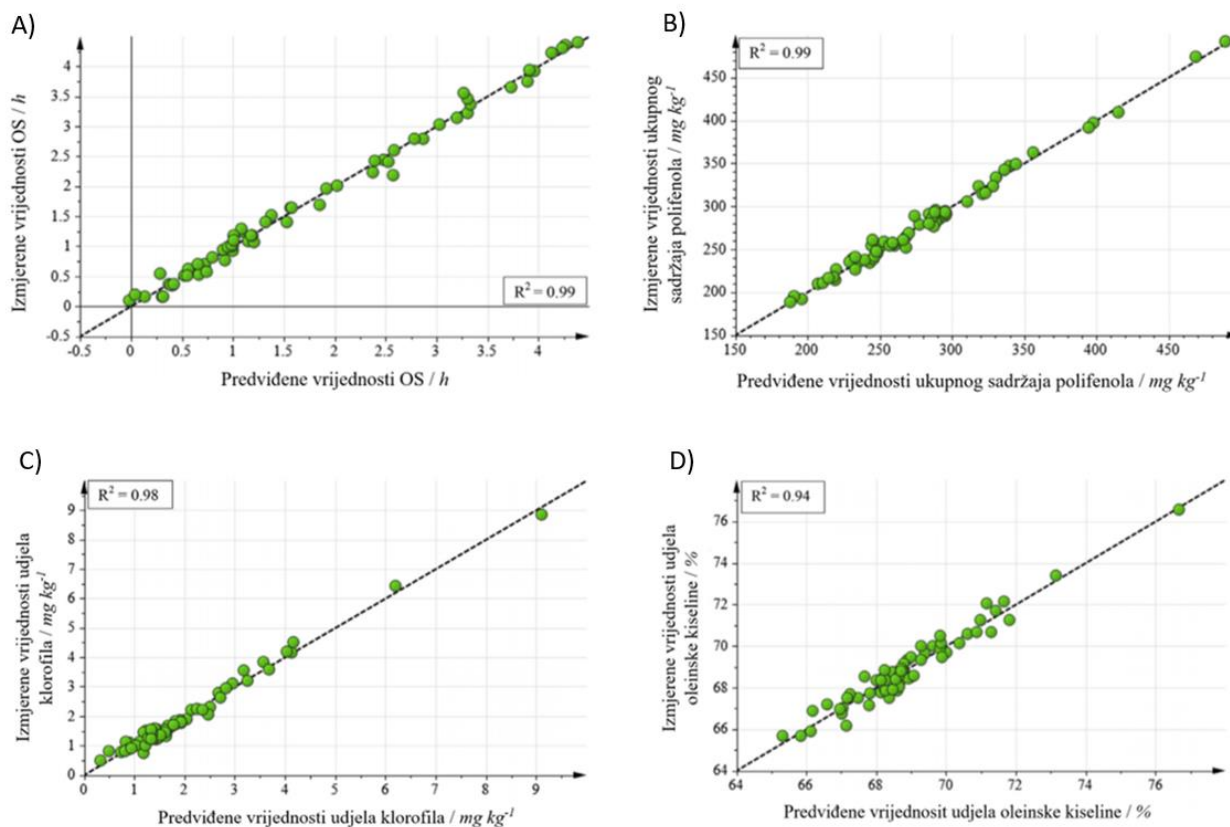 A)
Izmjerene vrijednosti OS / h
4
3.5
3
2.5
2
1.5
1
0.5
0
-0.5
R² = 0.99
-0.5 0 0.5 1 1.5 2 2.5 3 3.5 4
Predviđene vrijednosti OS / h
B)
R² = 0.99
Izmjerene vrijednosti ukupnog
sadržaja polifenola / mg kg⁻¹
450
400
350
300
250
200
150
150 200 250 300 350 400 450
Predviđene vrijednosti ukupnog sadržaja polifenola / mg kg⁻¹
C)
R² = 0.98
Izmjerene vrijednosti udjela
klorofila / mg kg⁻¹
9
8
7
6
5
4
3
2
1
0
0 1 2 3 4 5 6 7 8 9
Predviđene vrijednosti udjela klorofila / mg kg⁻¹
D)
R² = 0.94
Izmjerene vrijednosti udjela
oleinske kiseline / %
76
74
72
70
68
66
64
64 66 68 70 72 74 76
Predviđene vrijednosit udjela oleinske kiseline / %